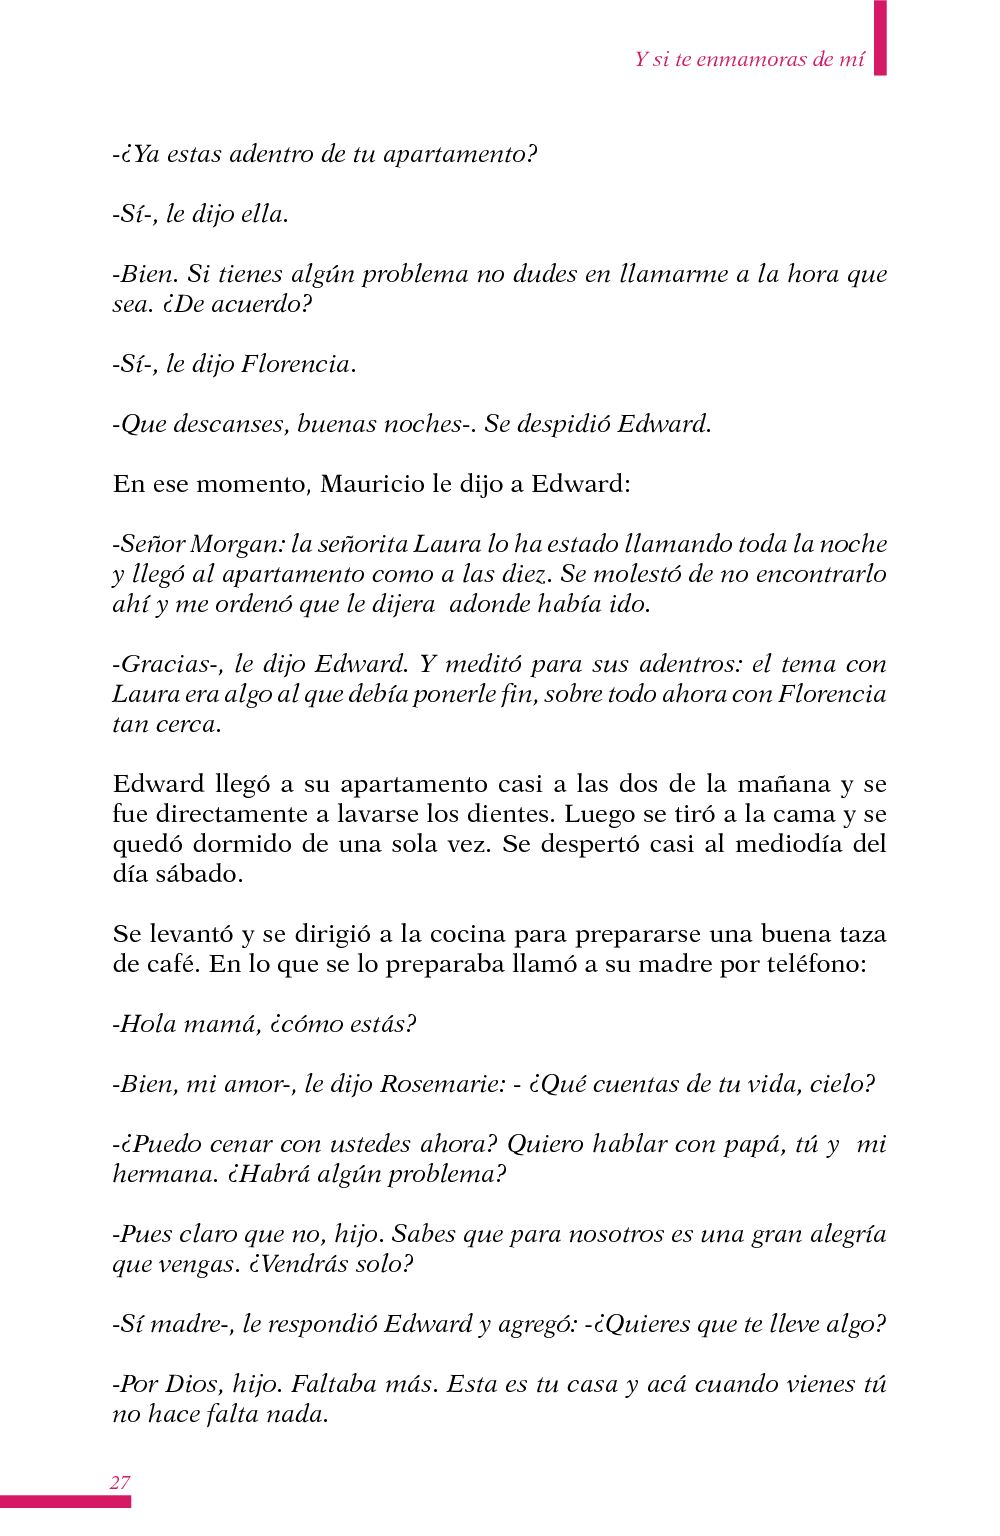 Y si te enmamoras de mí
-¿Ya estas adentro de tu apartamento?
-Sí-, le dijo ella.
-Bien. Si tienes algún problema no dudes en llamarme a la hora que
sea. ¿De acuerdo?
-Sí-, le dijo Florencia.
-Que descanses, buenas noches-. Se despidió Edward.
En ese momento, Mauricio le dijo a Edward:
-Señor Morgan: la señorita Laura lo ha estado llamando toda la noche
y llegó al apartamento como a las diez. Se molestó de no encontrarlo
ahí y me ordenó que le dijera  adonde había ido.
-Gracias-, le dijo Edward. Y meditó para sus adentros: el tema con
Laura era algo al que debía ponerle fin, sobre todo ahora con Florencia
tan cerca.
Edward llegó a su apartamento casi a las dos de la mañana y se
fue directamente a lavarse los dientes. Luego se tiró a la cama y se
quedó dormido de una sola vez. Se despertó casi al mediodía del
día sábado.
Se levantó y se dirigió a la cocina para prepararse una buena taza
de café. En lo que se lo preparaba llamó a su madre por teléfono:
-Hola mamá, ¿cómo estás?
-Bien, mi amor-, le dijo Rosemarie: - ¿Qué cuentas de tu vida, cielo?
-¿Puedo cenar con ustedes ahora? Quiero hablar con papá, tú y  mi
hermana. ¿Habrá algún problema?
-Pues claro que no, hijo. Sabes que para nosotros es una gran alegría
que vengas. ¿Vendrás solo?
-Sí madre-, le respondió Edward y agregó: -¿Quieres que te lleve algo?
-Por Dios, hijo. Faltaba más. Esta es tu casa y acá cuando vienes tú
no hace falta nada.
27